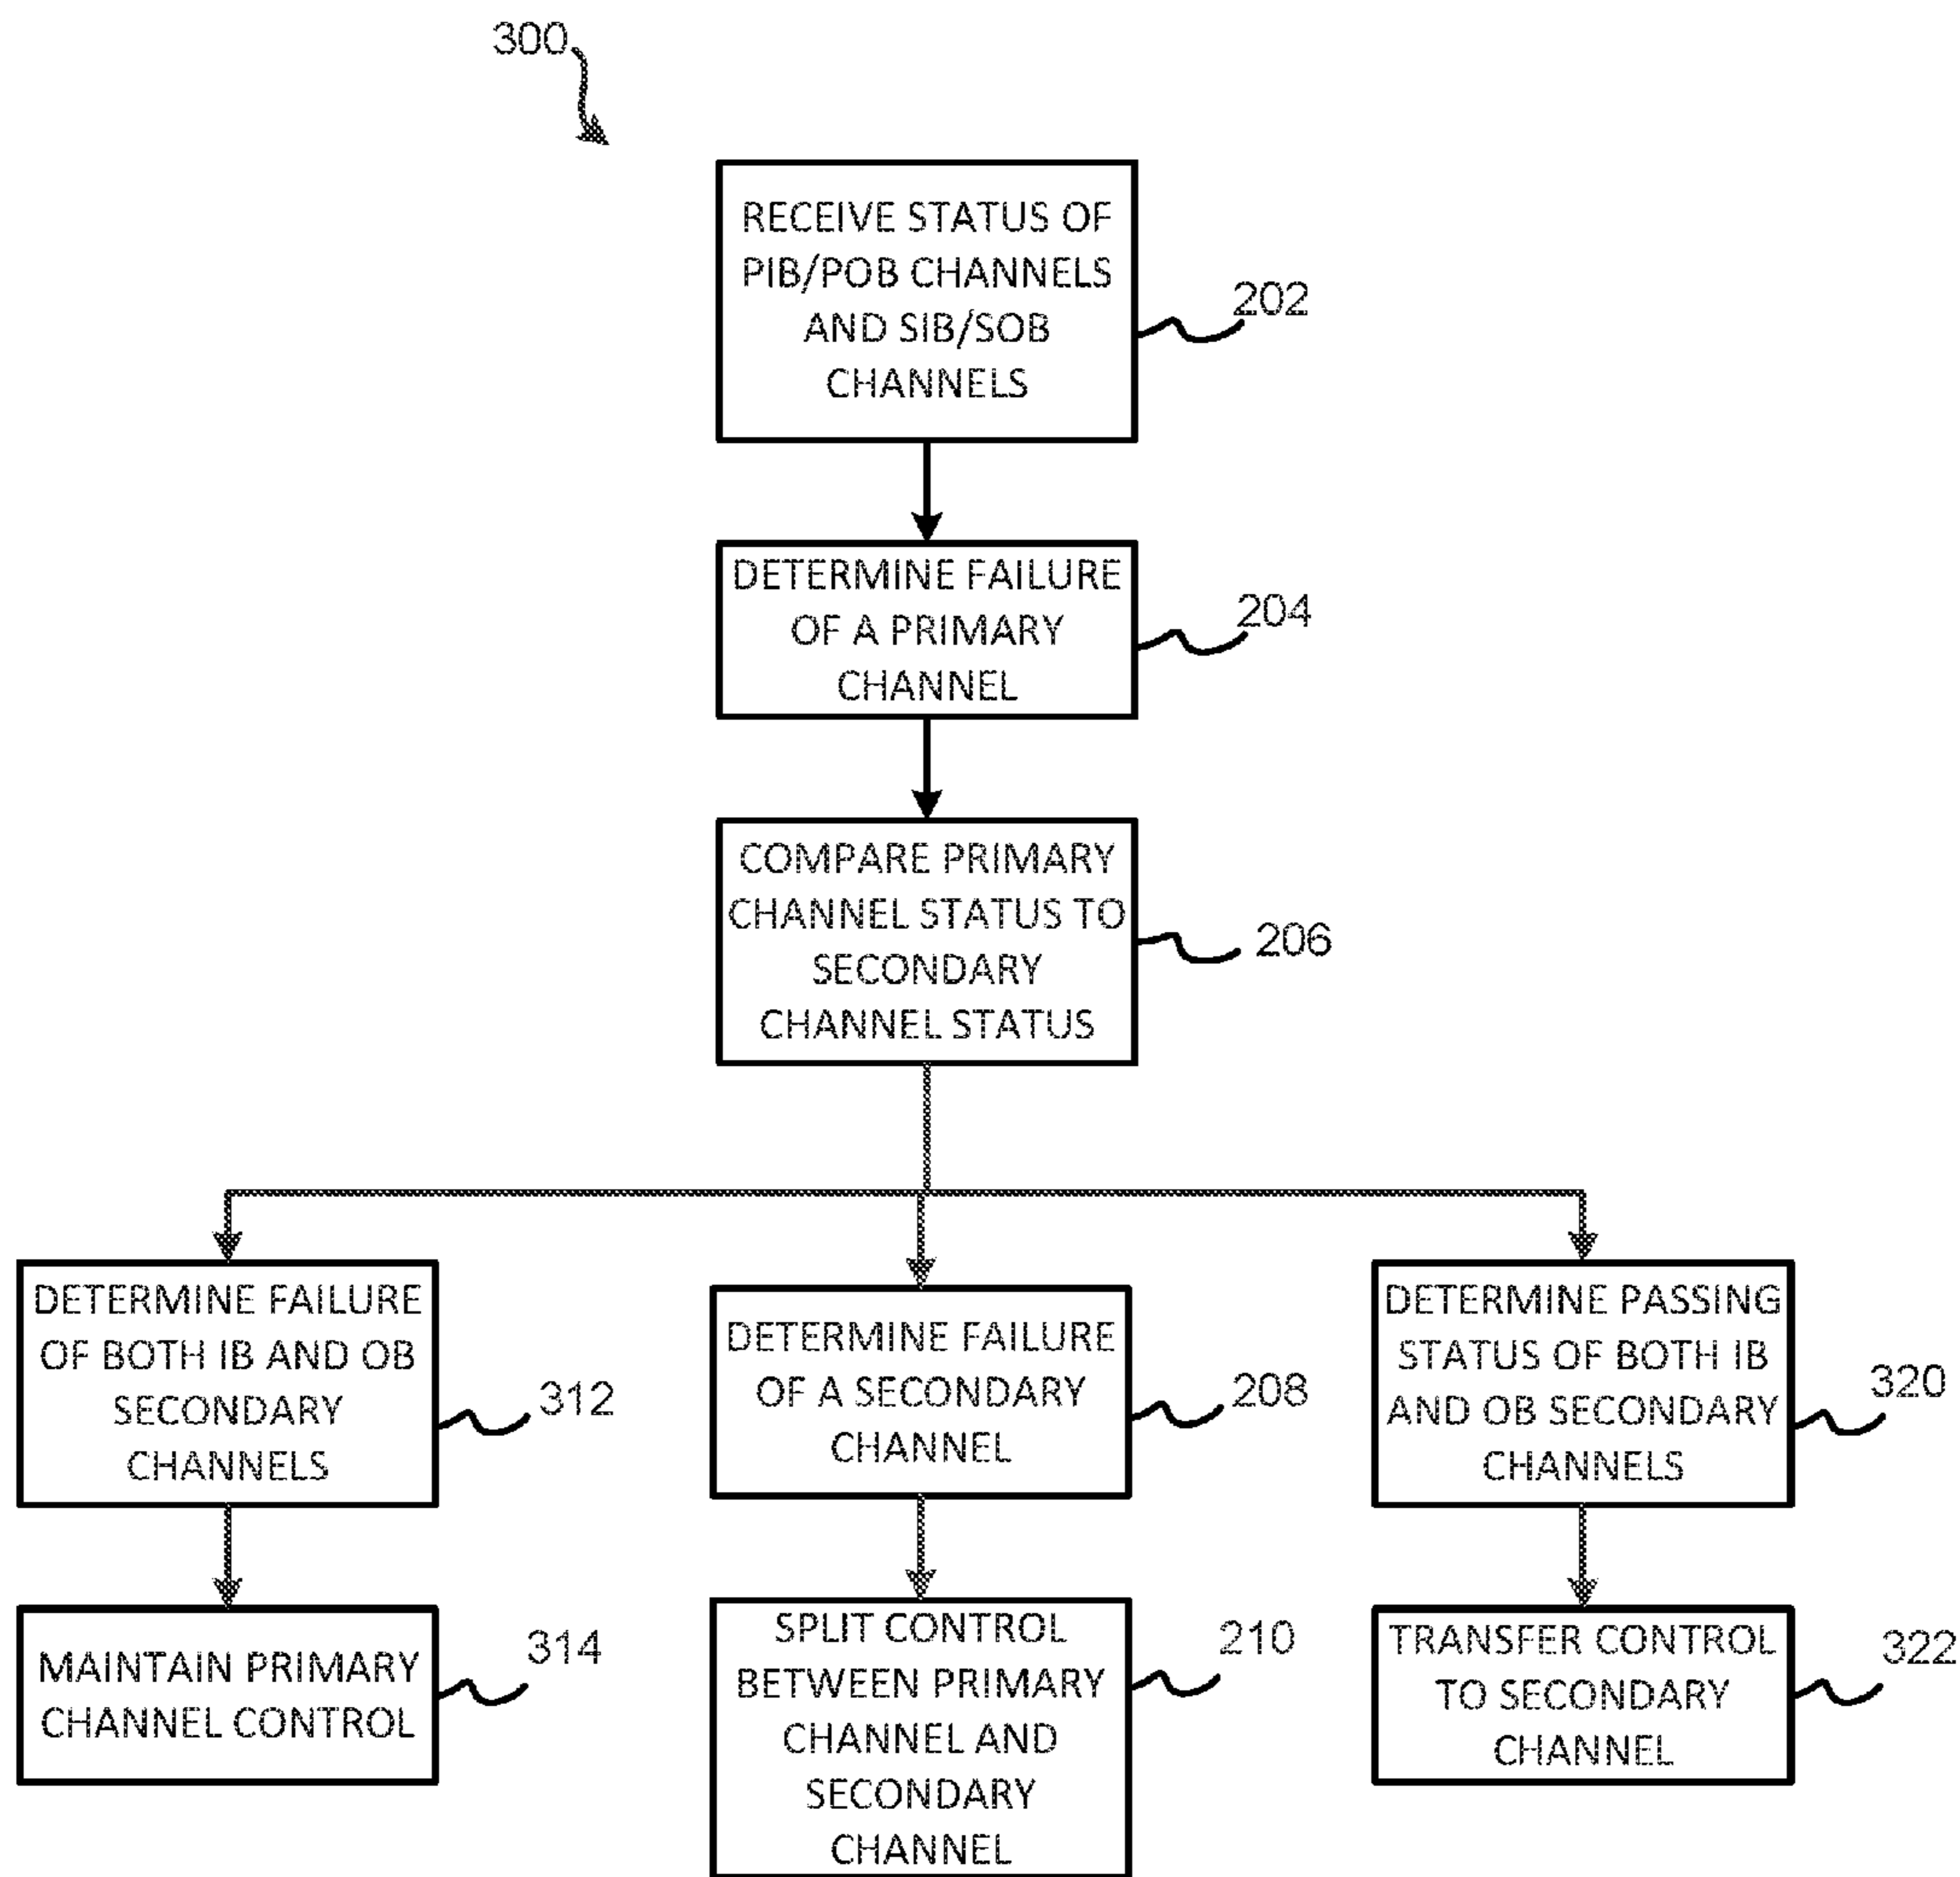 300
RECEIVE STATUS OF
PIB/POB CHANNELS
AND SIB/SOB
CHANNELS
202
DETERMINE FAILURE
OF A PRIMARY
CHANNEL
204
COMPARE PRIMARY
CHANNEL STATUS TO
SECONDARY
CHANNEL STATUS
206
DETERMINE FAILURE
OF BOTH IB AND OB
SECONDARY
CHANNELS
312
DETERMINE FAILURE
OF A SECONDARY
CHANNEL
208
DETERMINE PASSING
STATUS OF BOTH IB
AND OB SECONDARY
CHANNELS
320
MAINTAIN PRIMARY
CHANNEL CONTROL
314
SPLIT CONTROL
BETWEEN PRIMARY
CHANNEL AND
SECONDARY
CHANNEL
210
TRANSFER CONTROL
TO SECONDARY
CHANNEL
322